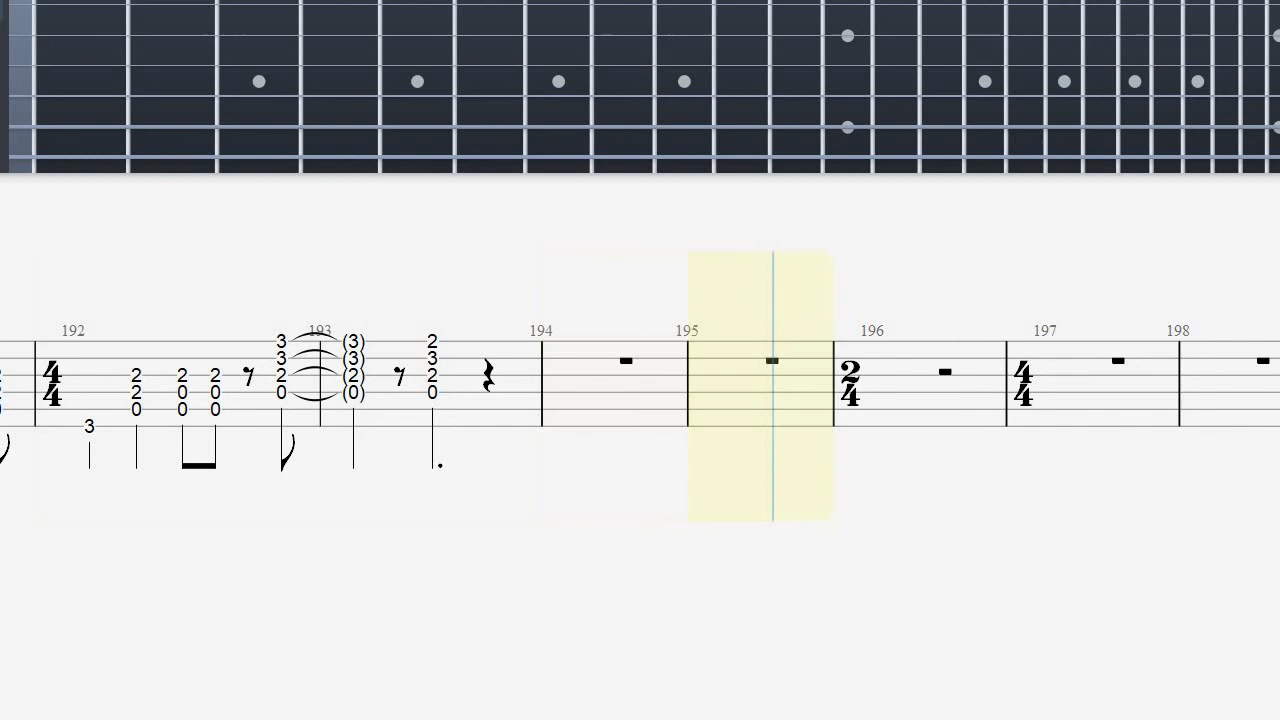 192 193 194 195 196 197 198
3 (3) 2
3 (3) 3
4 2 2 2 2 (2) 2 2 4
4 2 0 0 0 (0) 0 4 4
0 0 0
3